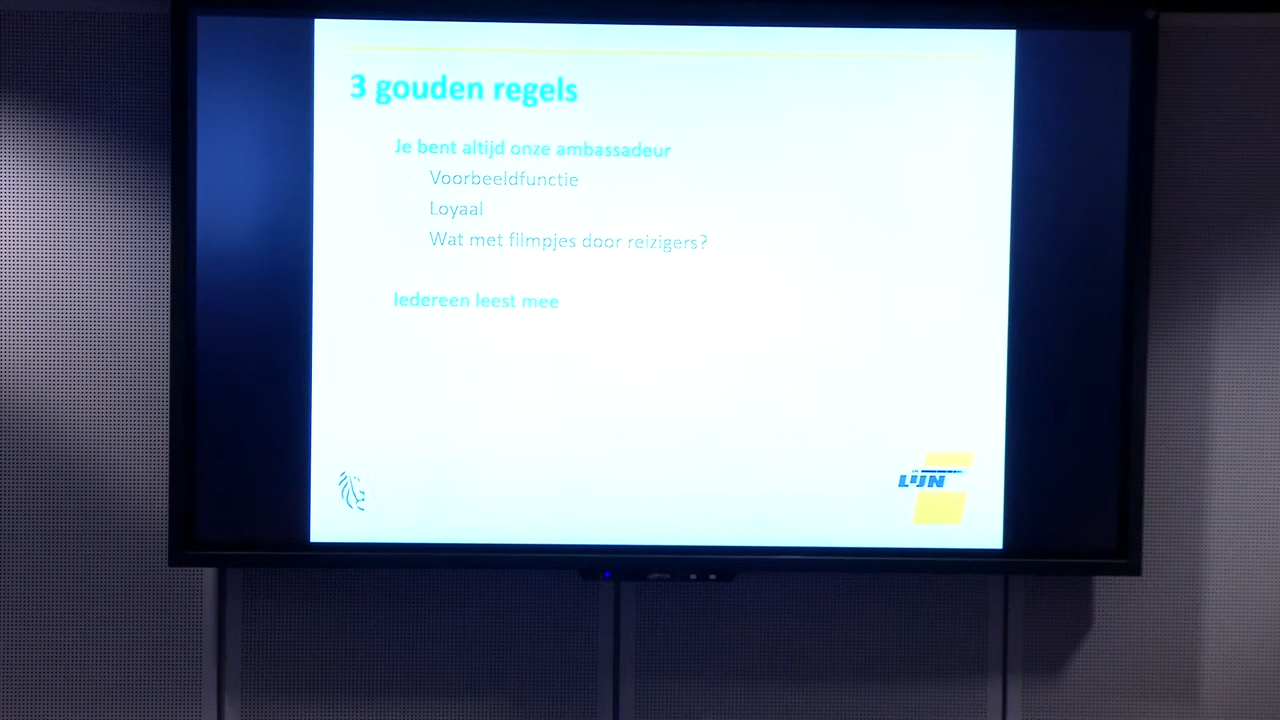 3 gouden regels
Je bent altijd onze ambassadeur
Voorbeeldfunctie
Loyaal
Wat met filmpjes door reizigers?
Iedereen leest mee
LIJN